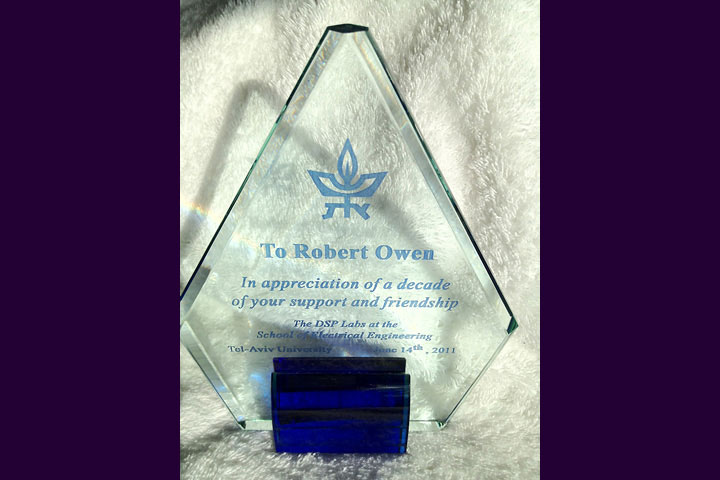 To Robert Owen
In appreciation of a decade
of your support and friendship
The DSP Labs at the
School of Electrical Engineering
Tel-Aviv University June 14th, 2011